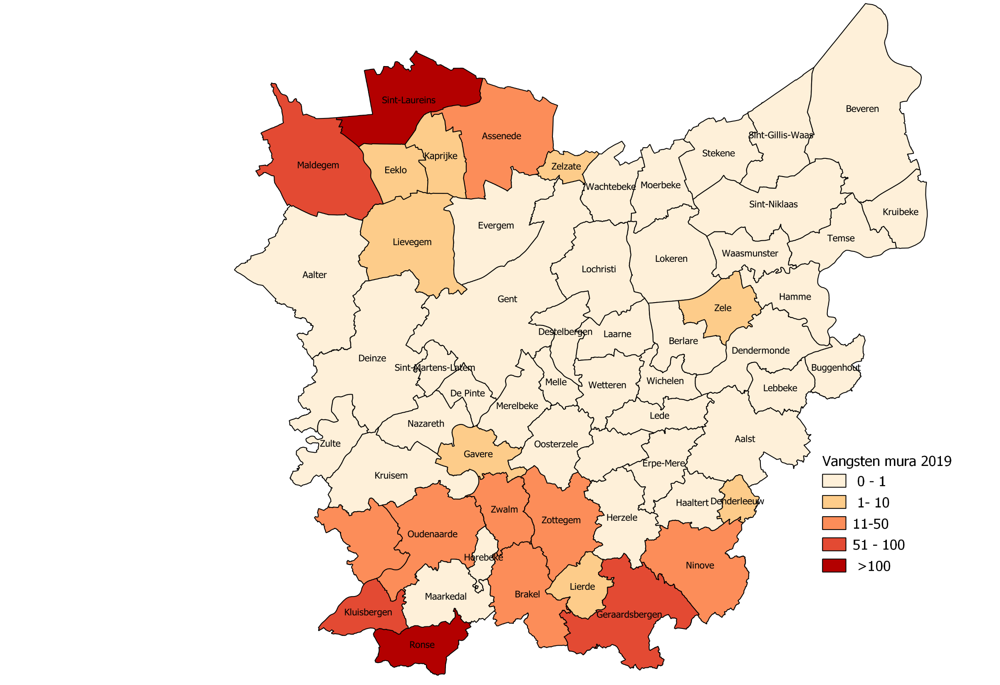 Beveren
Sint-Laureins
Sint-Gillis-Waas
Assenede
Stekene
Kaprijke
Maldegem
Zelzate
Eeklo
Wachtebeke
Moerbeke
Sint-Niklaas
Kruibeke
Evergem
Temse
Lievegem
Waasmunster
Lokeren
Lochristi
Aalter
Hamme
Gent
Zele
Destelbergen
Laarne
Berlare
Dendermonde
Deinze
Sint-Martens-Latem
Buggenhout
Wichelen
Melle
Wetteren
Lebbeke
De Pinte
Merelbeke
Lede
Nazareth
Aalst
Zulte
Oosterzele
Gavere
Erpe-Mere
Kruisem
Denderleeuw
Haaltert
Zwalm
Herzele
Zottegem
Oudenaarde
Horebeke
Ninove
Lierde
Brakel
Maarkedal
Kluisbergen
Geraardsbergen
Ronse
Vangsten mura 2019
0 - 1
1- 10
11-50
51 - 100
>100